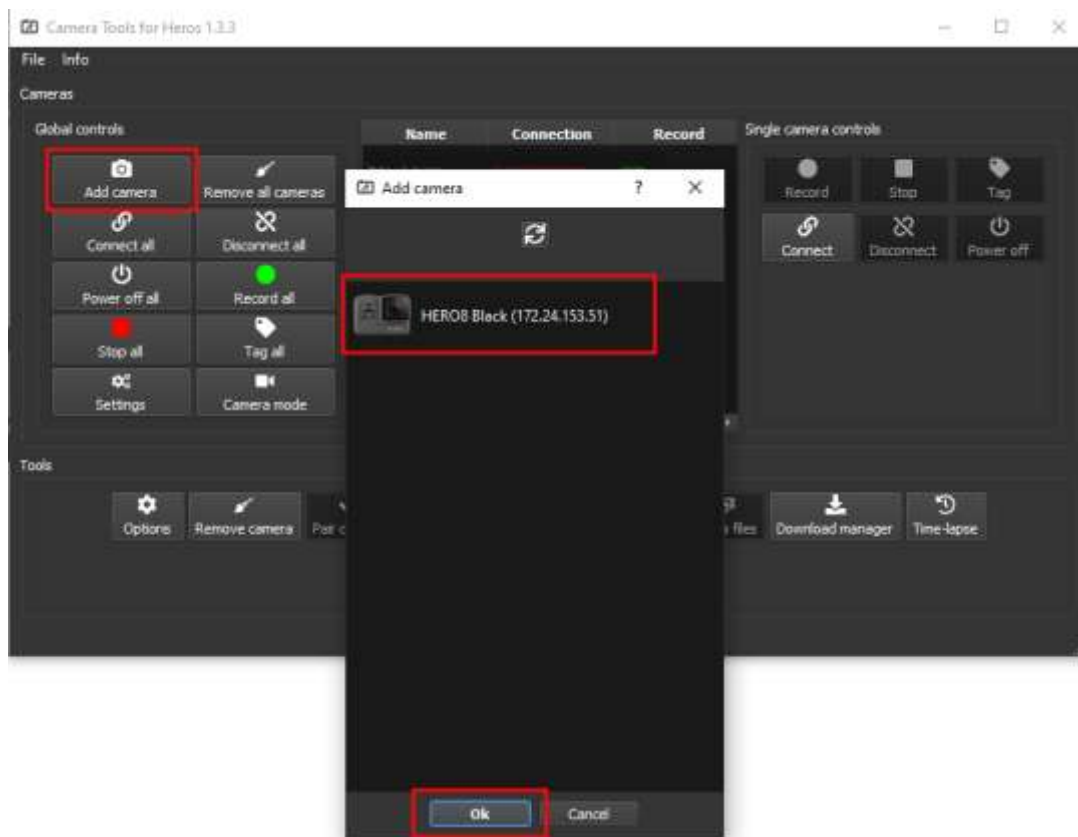 Camera Tools for Heros 1.3.3
File Info
Cameras
Global controls
Name Connection Record
Single camera controls
Add camera
Remove all cameras
Add camera ?
Record Stop Tag
Connect all
Disconnect all
Connect Disconnect Power off
Power off all
Record all
HERO8 Black (172.24.153.51)
Stop all
Tag all
Settings
Camera mode
Tools
Options
Remove camera
files
Download manager
Time-lapse
Ok
Cancel